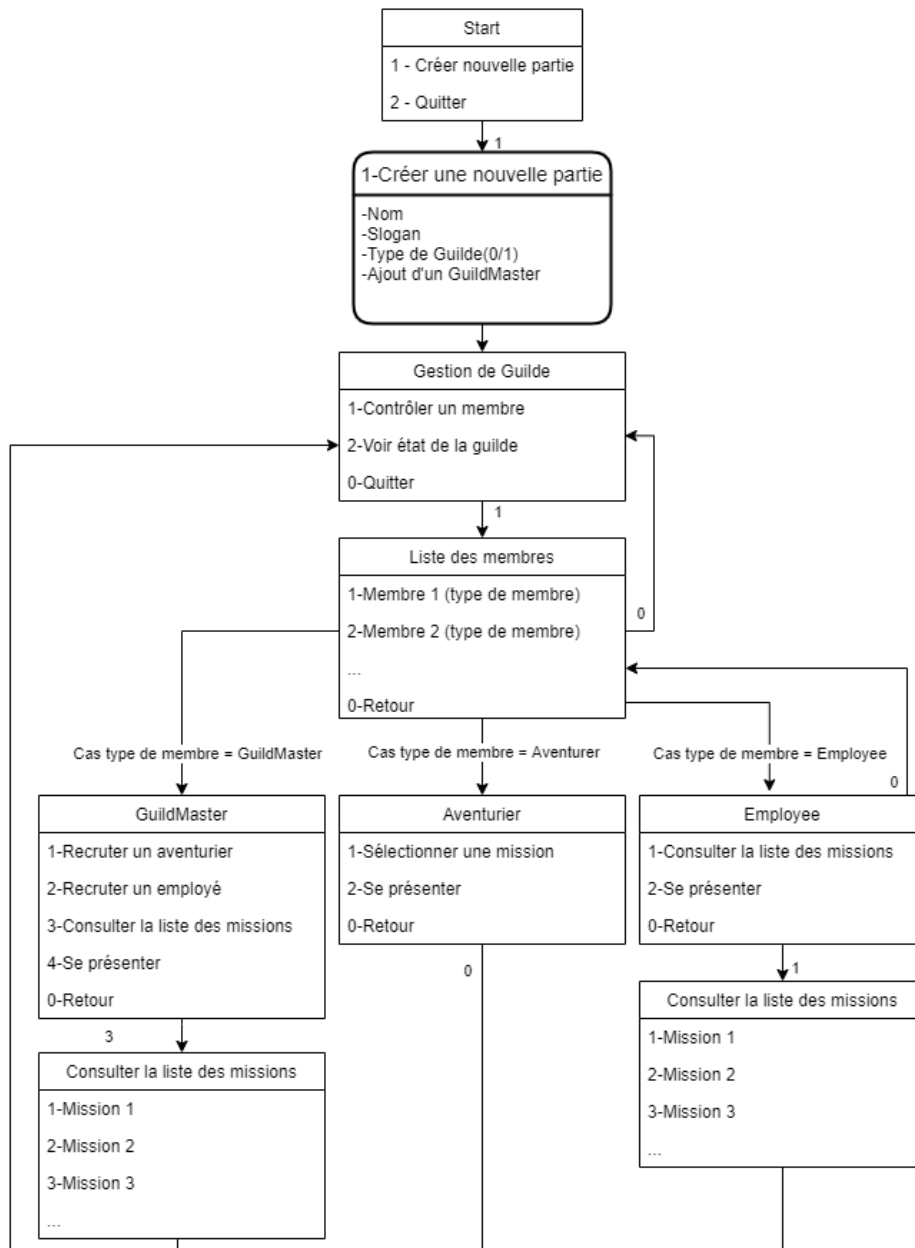 Start
1 - Créer nouvelle partie
2 - Quitter
1
1-Créer une nouvelle partie
-Nom
-Slogan
-Type de Guilde(0/1)
-Ajout d'un GuildMaster
Gestion de Guilde
1-Contrôler un membre
2-Voir état de la guilde
0-Quitter
1
Liste des membres
1-Membre 1 (type de membre)
2-Membre 2 (type de membre)
...
0-Retour
0
Cas type de membre = GuildMaster
Cas type de membre = Aventurer
Cas type de membre = Employee
0
GuildMaster
1-Recruter un aventurier
2-Recruter un employé
3-Consulter la liste des missions
4-Se présenter
0-Retour
3
Aventurier
1-Sélectionner une mission
2-Se présenter
0-Retour
0
Employee
1-Consulter la liste des missions
2-Se présenter
0-Retour
1
Consulter la liste des missions
1-Mission 1
2-Mission 2
3-Mission 3
...
Consulter la liste des missions
1-Mission 1
2-Mission 2
3-Mission 3
...